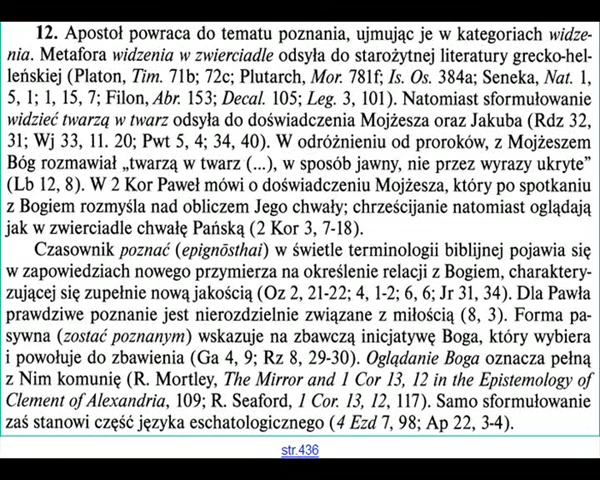 12. Apostoł powraca do tematu poznania, ujmując je w kategoriach widze-
nia. Metafora widzenia w zwierciadle odsyła do starożytnej literatury grecko-hel-
leńskiej (Platon, Tim. 71b; 72c; Plutarch, Mor. 781f; Is. Os. 384a; Seneka, Nat. 1,
5, 1; 1, 15, 7; Filon, Abr. 153; Decal. 105; Leg. 3, 101). Natomiast sformułowanie
widzieć twarzą w twarz odsyła do doświadczenia Mojżesza oraz Jakuba (Rdz 32,
31; Wj 33, 11. 20; Pwt 5, 4; 34, 40). W odróżnieniu od proroków, z Mojżeszem
Bóg rozmawiał „twarzą w twarz (...), w sposób jawny, nie przez wyrazy ukryte”
(Lb 12, 8). W 2 Kor Paweł mówi o doświadczeniu Mojżesza, który po spotkaniu
z Bogiem rozmyśla nad obliczem Jego chwały; chrześcijanie natomiast oglądają
jak w zwierciadle chwałę Pańską (2 Kor 3, 7-18).
Czasownik poznać (epignōsthai) w świetle terminologii biblijnej pojawia się
w zapowiedziach nowego przymierza na określenie relacji z Bogiem, charaktery-
zującej się zupełnie nową jakością (Oz 2, 21-22; 4, 1-2; 6, 6; Jr 31, 34). Dla Pawła
prawdziwe poznanie jest nierozdzielnie związane z miłością (8, 3). Forma pa-
sywna (zostać poznanym) wskazuje na zbawczą inicjatywę Boga, który wybiera
i powołuje do zbawienia (Ga 4, 9; Rz 8, 29-30). Oglądanie Boga oznacza pełną
z Nim komunię (R. Mortley, The Mirror and 1 Cor 13, 12 in the Epistemology of
Clement of Alexandria, 109; R. Seaford, 1 Cor. 13, 12, 117). Samo sformułowanie
zaś stanowi część języka eschatologicznego (4 Ezd 7, 98; Ap 22, 3-4).
str.436